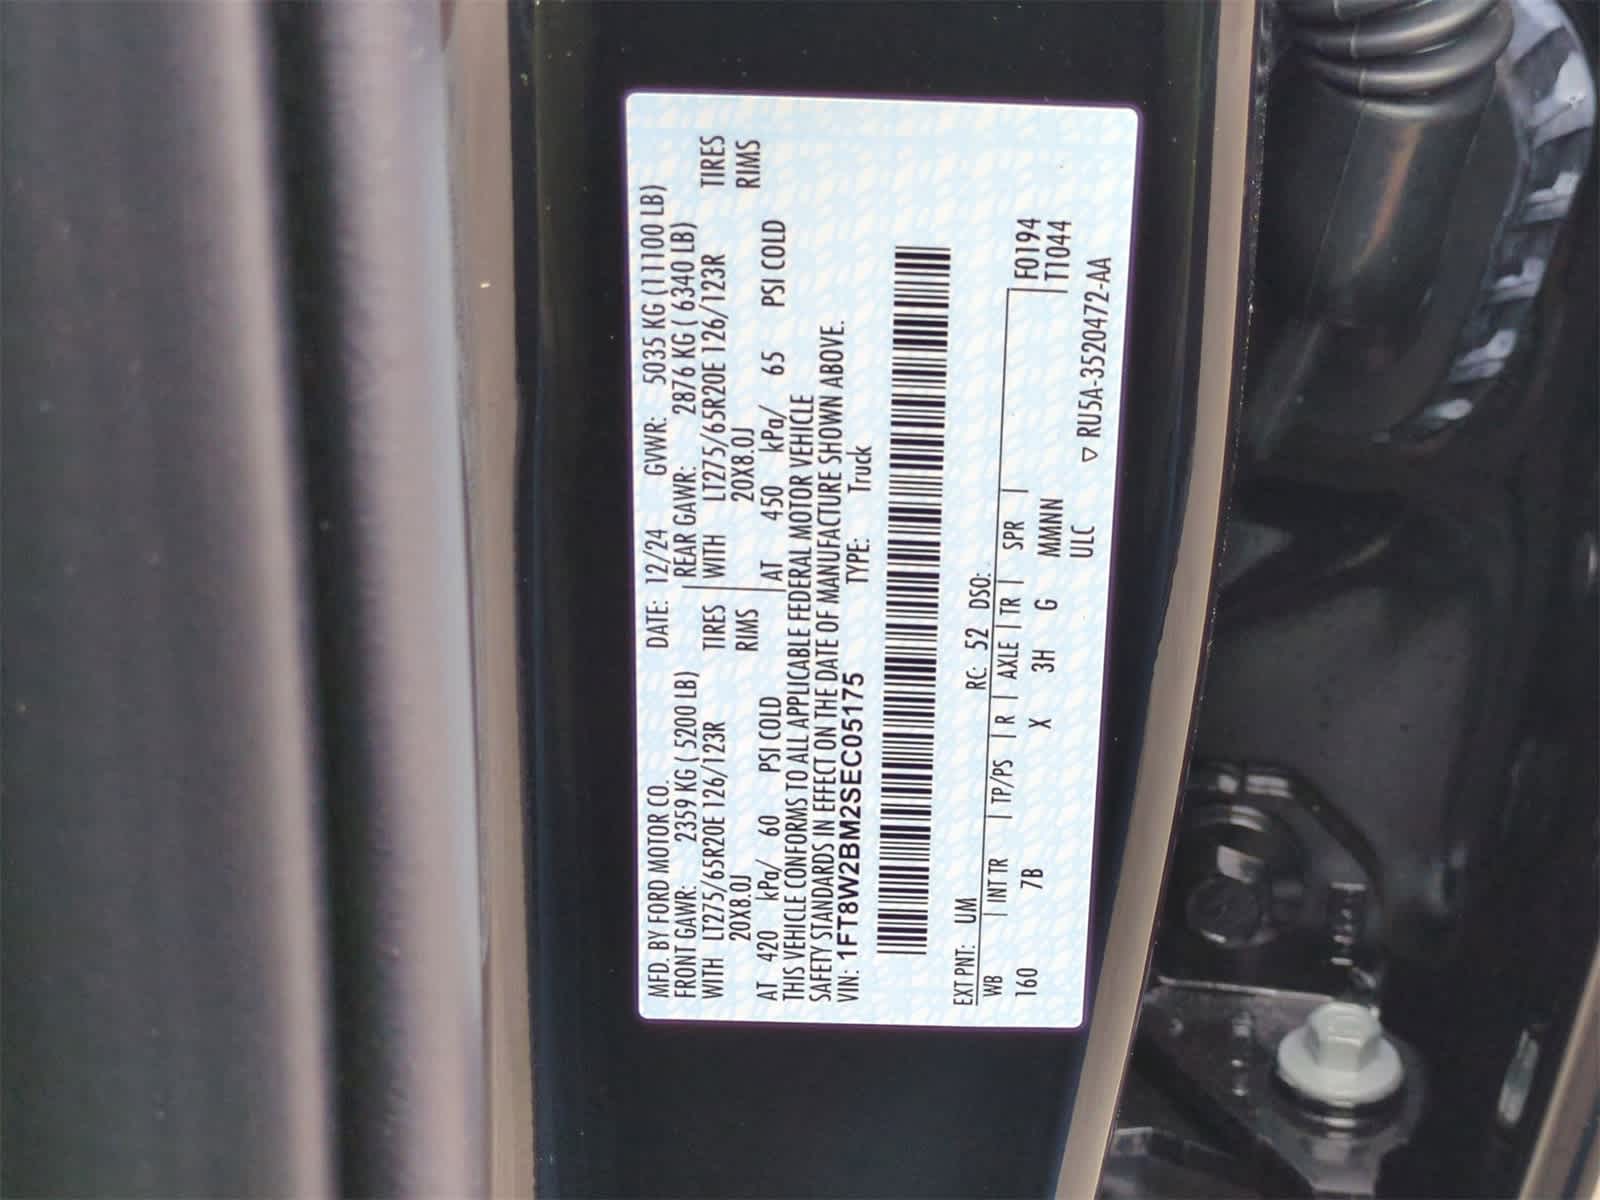 MFD. BY FORD MOTOR CO. DATE: 12/24 GVWR: 5035 KG (11100 LB)
FRONT GAWR: 2359 KG ( 5200 LB) REAR GAWR: 2876 KG ( 6340 LB)
WITH LT275/65R20E 126/123R TIRES WITH LT275/65R20E 126/123R TIRES
20X8.0J RIMS 20X8.0J RIMS
AT 420 kPa/ 60 PSI COLD AT 450 kPa/ 65 PSI COLD
THIS VEHICLE CONFORMS TO ALL APPLICABLE FEDERAL MOTOR VEHICLE
SAFETY STANDARDS IN EFFECT ON THE DATE OF MANUFACTURE SHOWN ABOVE.
VIN: 1FT8W2BM2SEC05175 TYPE: Truck
EXT PNT: UM RC: 52 DSO:
WB | INT TR | TP/PS | R | AXLE | TR | SPR | F0194
160 7B X 3H G MMNNN T1044
ULC
▽ RU5A-3520472-AA